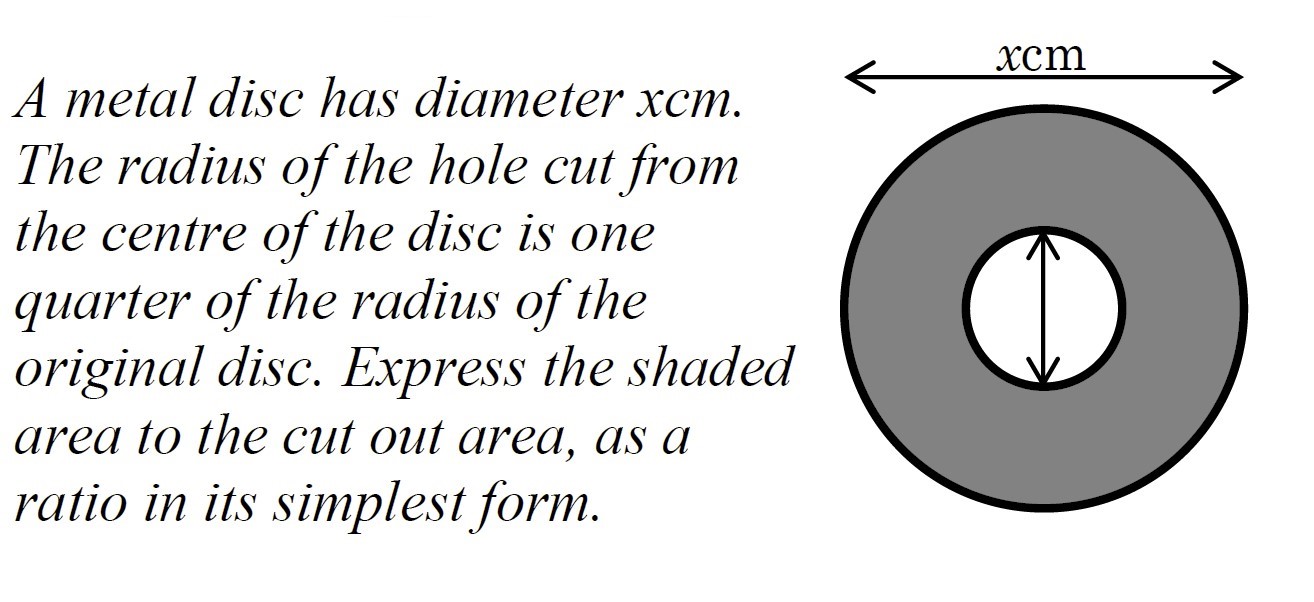 xcm
A metal disc has diameter xcm.
The radius of the hole cut from
the centre of the disc is one
quarter of the radius of the
original disc. Express the shaded
area to the cut out area, as a
ratio in its simplest form.